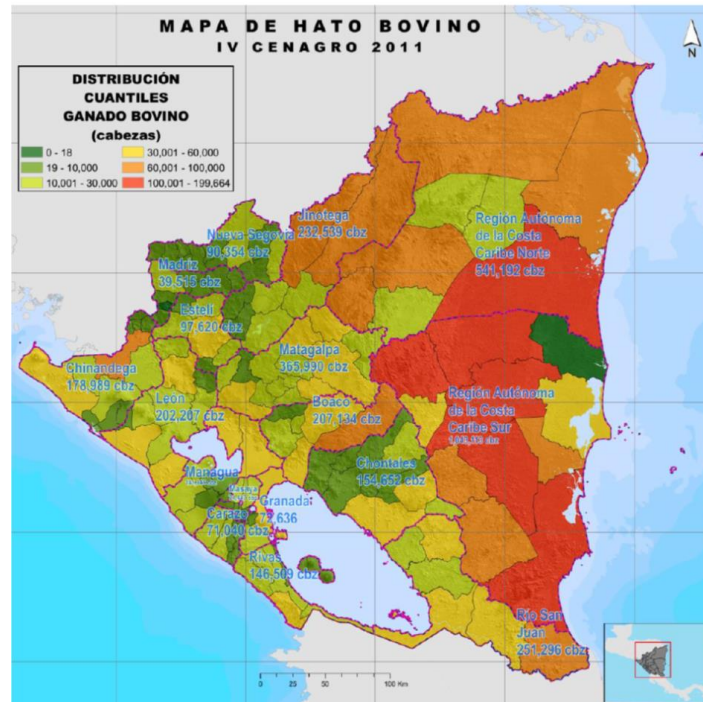 MAPA DE HATO BOVINO
IV CENAGRO 2011
N
DISTRIBUCIÓN
CUANTILES
GANADO BOVINO
(cabezas)
0 - 18
19 - 10,000
10,001 - 30,000
30,001 - 60,000
60,001 - 100,000
100,001 - 199,664
Jinotega
232,539 cbz
Nueva Segovia
90,354 cbz
Región Autónoma
de la Costa
Caribe Norte
541,192 cbz
Madriz
39,515 cbz
Estelí
97,620 cbz
Matagalpa
365,990 cbz
Chinandega
178,989 cbz
León
202,207 cbz
Boaco
207,134 cbz
Región Autónoma
de la Costa
Caribe Sur
cbz
Chontales
154,657 cbz
Managua
Masaya
Granada
72,636
Carazo
71,040 cbz
Rivas
146,509 cbz
Río San
Juan
251,296 cbz
0 25 50 100 Km